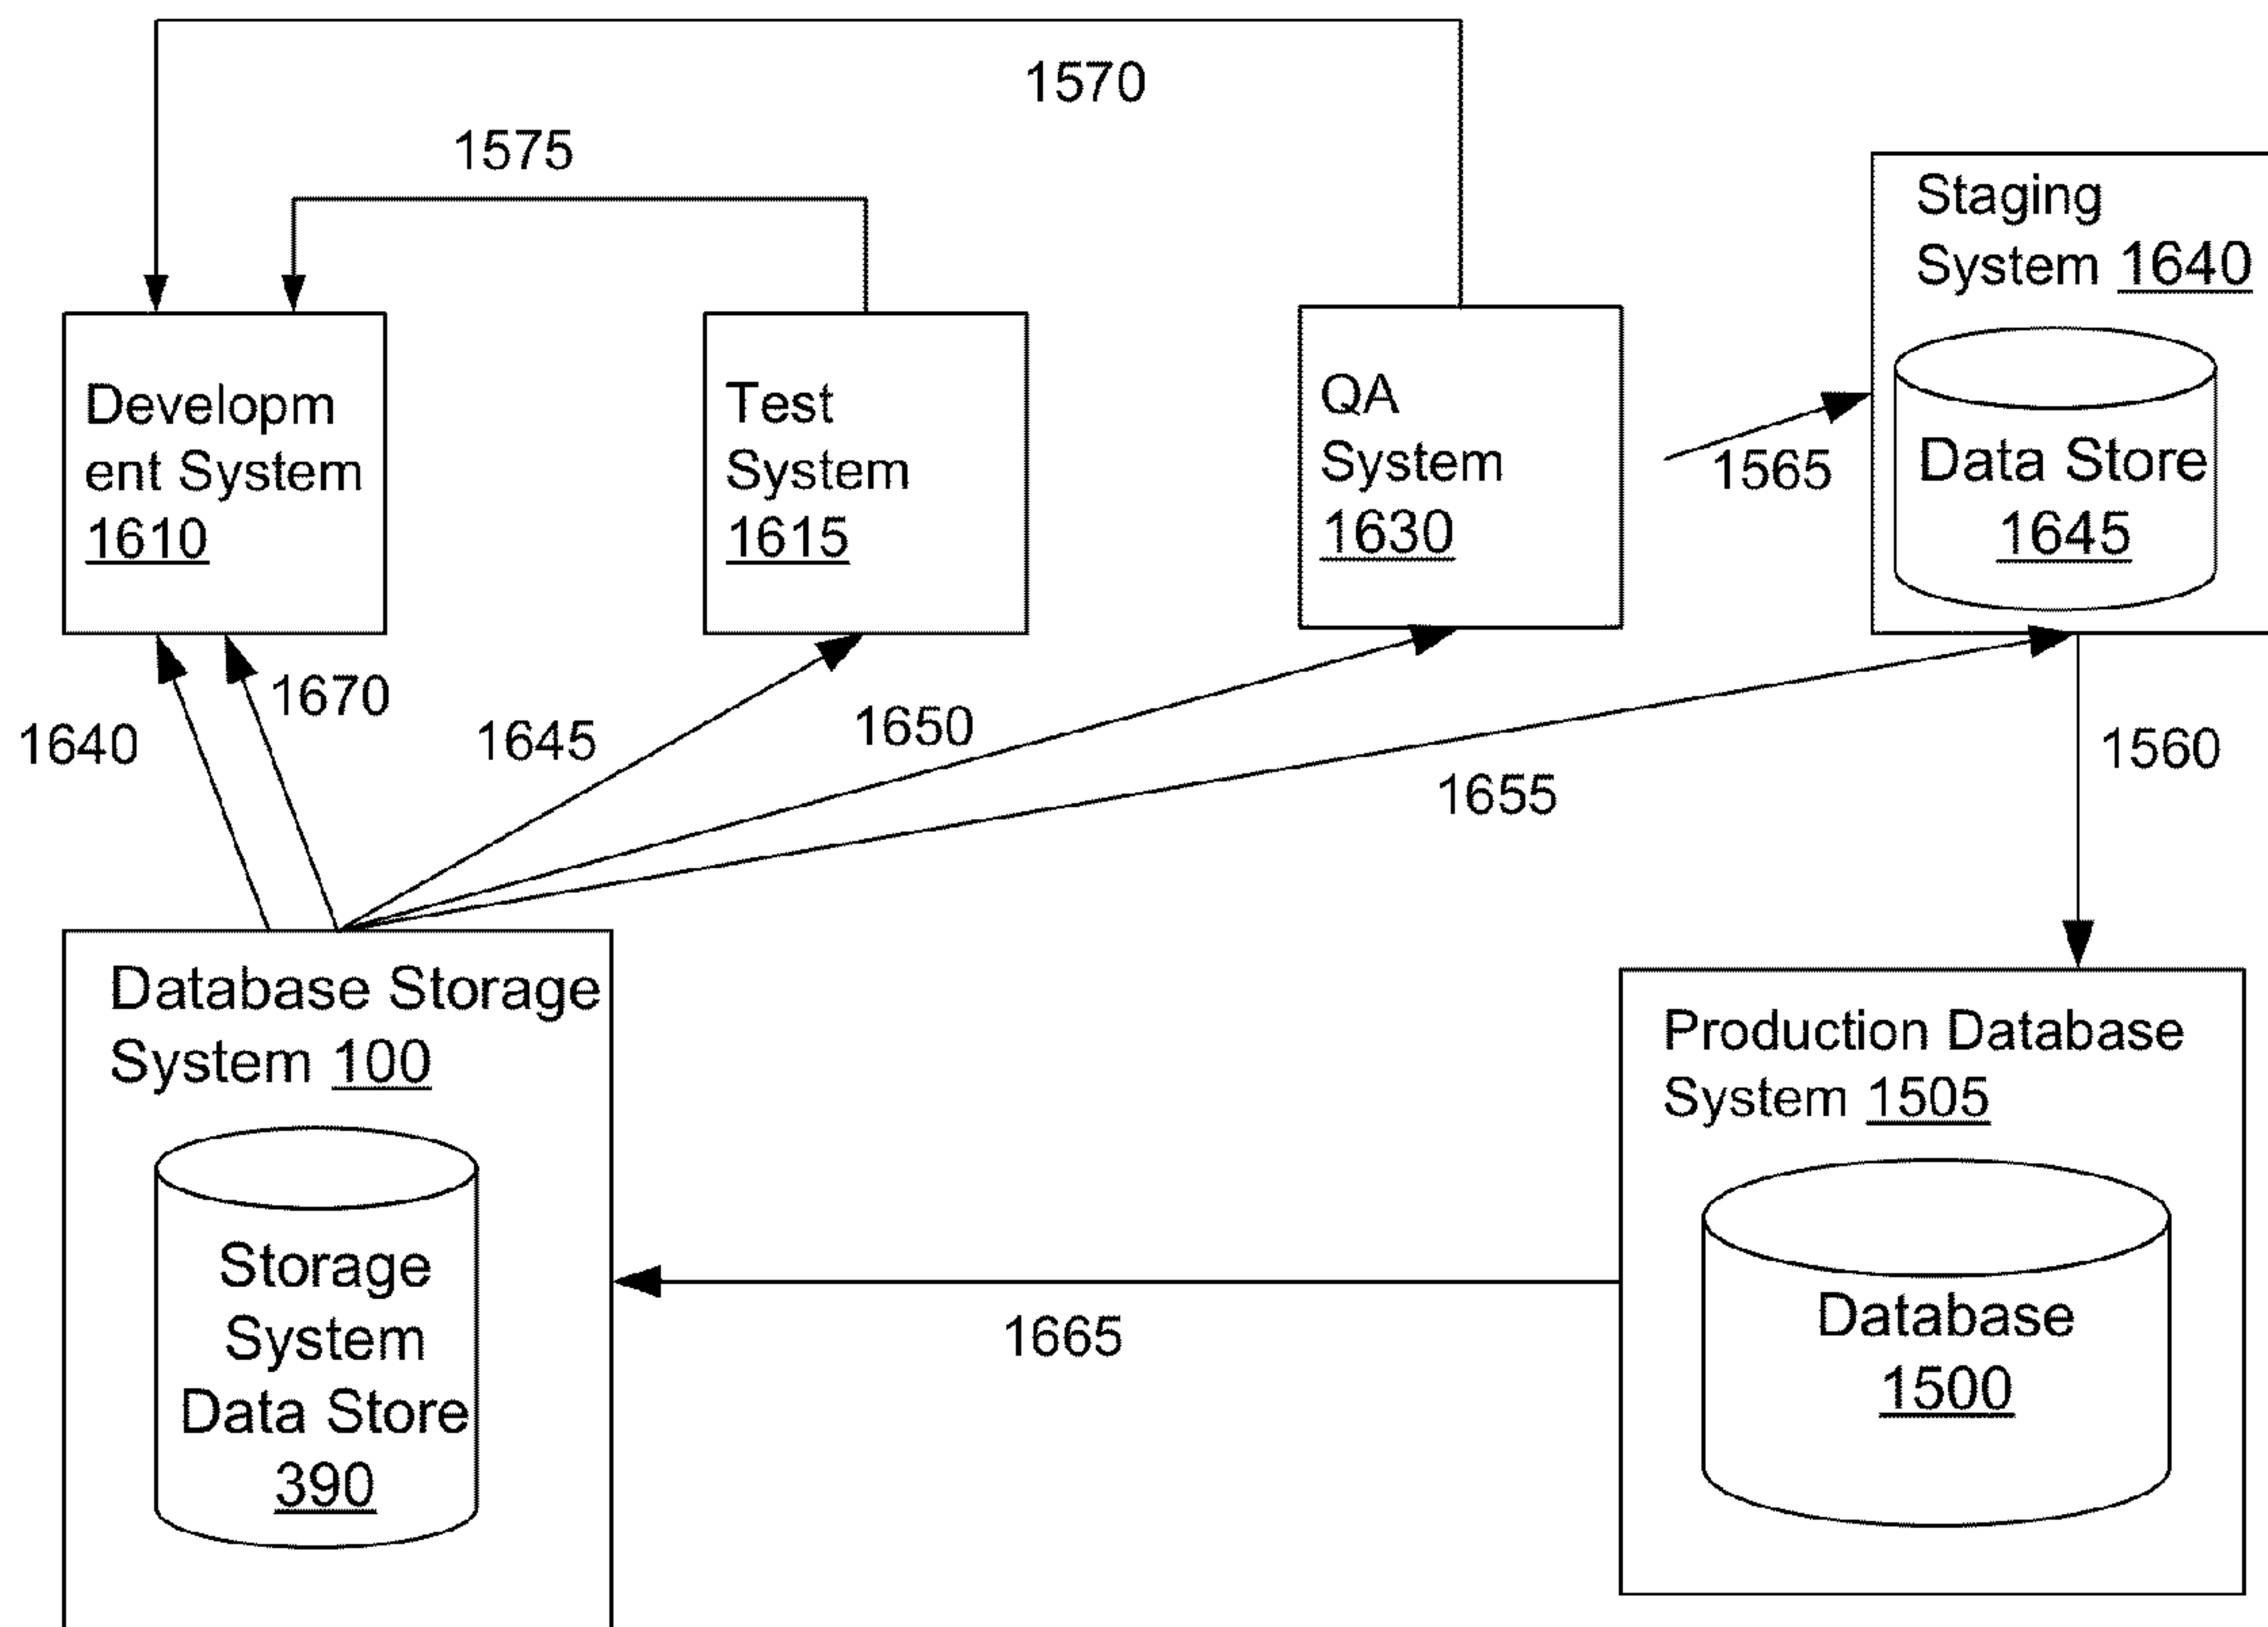 1570
1575
Staging
System 1640
Developm
ent System
1610
Test
System
1615
QA
System
1630
1565
Data Store
1645
1640
1670
1645
1650
1655
1560
Database Storage
System 100
Storage
System
Data Store
390
1665
Production Database
System 1505
Database
1500